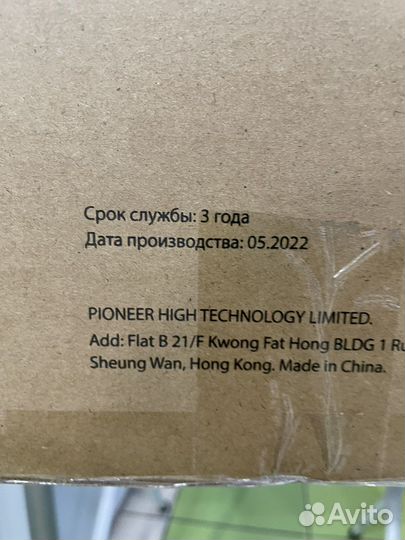 Срок службы: 3 года
Дата производства: 05.2022
PIONEER HIGH TECHNOLOGY LIMITED.
Add: Flat B 21/F Kwong Fat Hong BLDG 1 Ru
Sheung Wan, Hong Kong. Made in China.
Avito